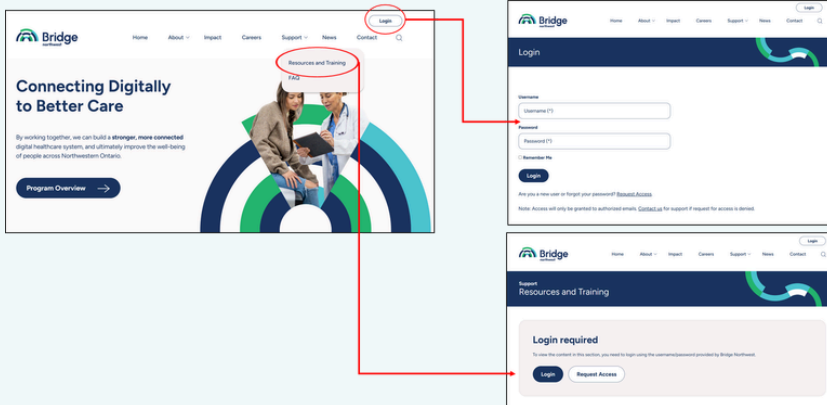 Login
Bridge
northwest
Home About Impact Careers Support News Contact
Resources and Training
FAQ
Connecting Digitally
to Better Care
By working together, we can build a stronger, more connected
digital healthcare system, and ultimately improve the well-being
of people across Northwestern Ontario.
Program Overview
Login
Bridge
northwest
Home About Impact Careers Support News Contact
Login
Username
Username (*)
Password
Password (*)
Remember Me
Login
Are you a new user or forgot your password? Request Access
Note: Access will only be granted to authorized emails. Contact us for support if request for access is denied.
Login
Bridge
northwest
Home About Impact Careers Support News Contact
Support
Resources and Training
Login required
To view the content in this section, you need to login using the username/password provided by Bridge Northwest.
Login
Request Access